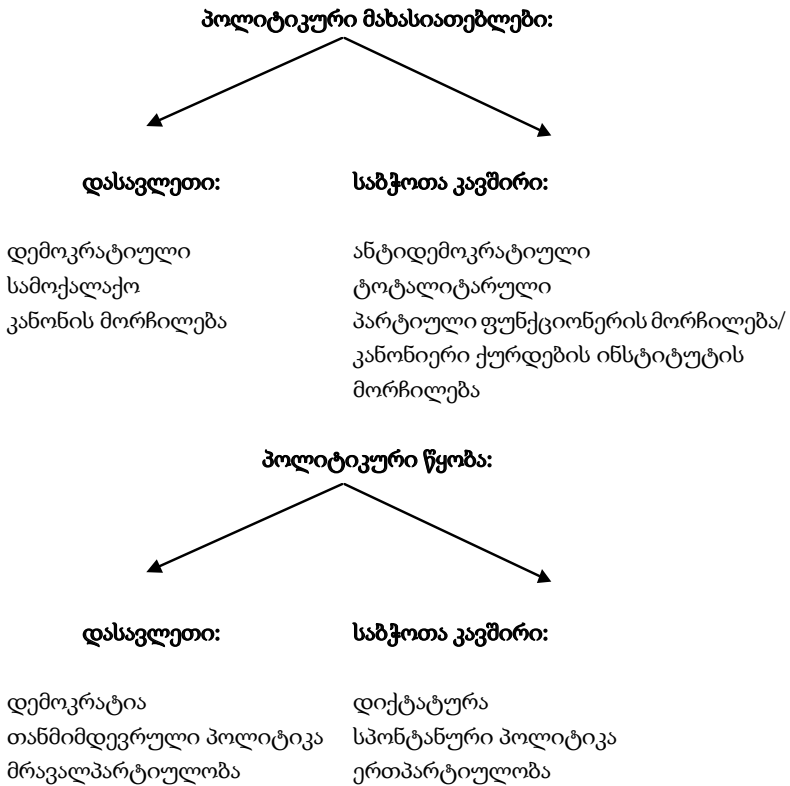 პოლიტიკური მახასიათებლები:
დასავლეთი:
დემოკრატიული
სამოქალაქო
კანონის მორჩილება
საბჭოთა კავშირი:
ანტიდემოკრატიული
ტოტალიტარული
პარტიული ფუნქციონერის მორჩილება/
კანონიერი ქურდების ინსტიტუტის
მორჩილება
პოლიტიკური წყობა:
დასავლეთი:
დემოკრატია
თანმიმდევრული პოლიტიკა
მრავალპარტიულობა
საბჭოთა კავშირი:
დიქტატურა
სპონტანური პოლიტიკა
ერთპარტიულობა